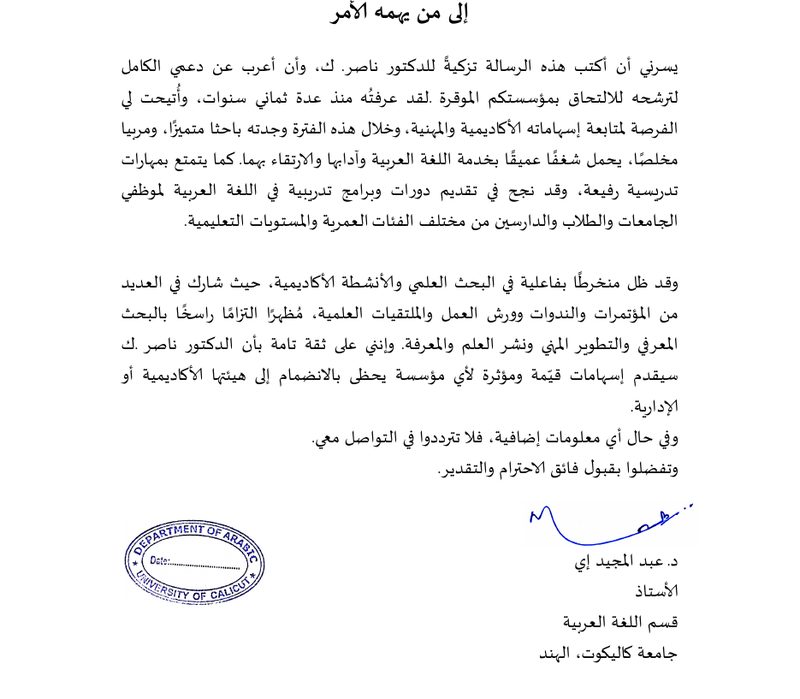 إلى من يهمه الأمر
يسرني أن أكتب هذه الرسالة تزكيةً للدكتور ناصر. ك، وأن أعرب عن دعمي الكامل
لترشحه للالتحاق بمؤسستكم الموقرة .لقد عرفتُه منذ عدة ثماني سنوات، وأُتيحت لي
الفرصة لمتابعة إسهاماته الأكاديمية والمهنية، وخلال هذه الفترة وجدته باحثا متميزًا، ومربيا
مخلصًا، يحمل شغفًا عميقًا بخدمة اللغة العربية وآدابها والارتقاء بهما. كما يتمتع بمهارات
تدريسية رفيعة، وقد نجح في تقديم دورات وبرامج تدريبية في اللغة العربية لموظفي
الجامعات والطلاب والدارسين من مختلف الفئات العمرية والمستويات التعليمية.
وقد ظل منخرطًا بفاعلية في البحث العلمي والأنشطة الأكاديمية، حيث شارك في العديد
من المؤتمرات والندوات وورش العمل والملتقيات العلمية، مُظهرًا التزامًا راسخًا بالبحث
المعرفي والتطوير المهني ونشر العلم والمعرفة. وإنني على ثقة تامة بأن الدكتور ناصر .ك
سيقدم إسهامات قيّمة ومؤثرة لأي مؤسسة يحظى بالانضمام إلى هيئتها الأكاديمية أو
الإدارية.
وفي حال أي معلومات إضافية، فلا تترددوا في التواصل معي.
وتفضلوا بقبول فائق الاحترام والتقدير.
د. عبد المجيد إي
الأستاذ
قسم اللغة العربية
جامعة كاليكوت، الهند
DEPARTMENT OF ARABIC
Date:
UNIVERSITY OF CALICUT